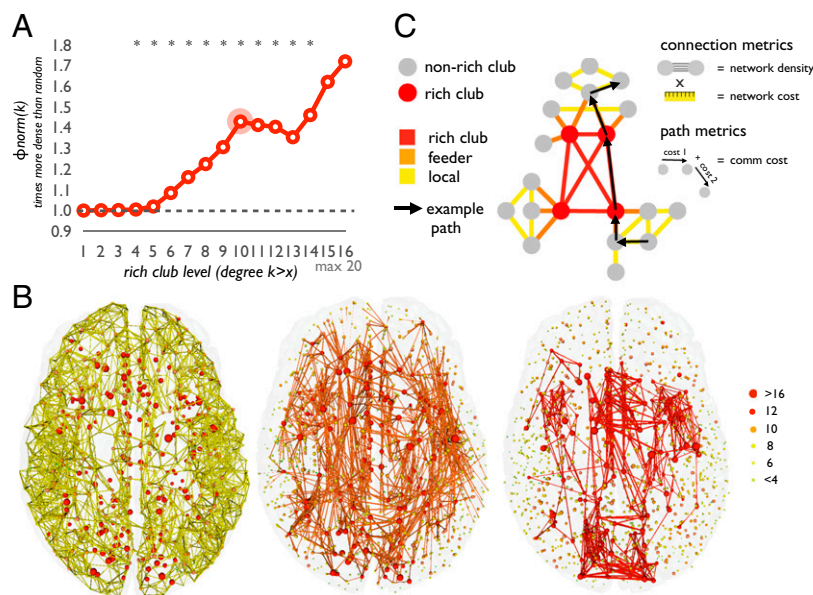 A
ϕnorm(k)
times more dense than random
1.8
1.7
1.6
1.5
1.4
1.3
1.2
1.1
1.0
0.9
* * * * * * * * * * *
1 2 3 4 5 6 7 8 9 10 11 12 13 14 15 16
rich club level (degree k>x)
max 20
C
non-rich club
rich club
rich club
feeder
local
example
path
connection metrics
= network density
x
= network cost
path metrics
cost 1
+
cost 2
= comm cost
B
>16
12
10
8
6
<4